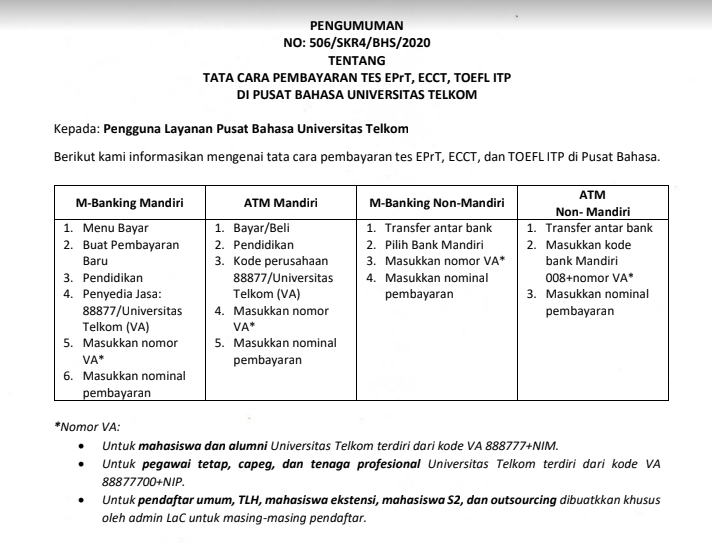 PENGUMUMAN
NO: 506/SKR4/BHS/2020
TENTANG
TATA CARA PEMBAYARAN TES EPrT, ECCT, TOEFL ITP
DI PUSAT BAHASA UNIVERSITAS TELKOM
Kepada: Pengguna Layanan Pusat Bahasa Universitas Telkom
Berikut kami informasikan mengenai tata cara pembayaran tes EPrT, ECCT, dan TOEFL ITP di Pusat Bahasa.
M-Banking Mandiri
1. Menu Bayar
2. Buat Pembayaran
Baru
3. Pendidikan
4. Penyedia Jasa:
88877/Universitas
Telkom (VA)
5. Masukkan nomor
VA*
6. Masukkan nominal
pembayaran
ATM Mandiri
1. Bayar/Beli
2. Pendidikan
3. Kode perusahaan
88877/Universitas
Telkom (VA)
4. Masukkan nomor
VA*
5. Masukkan nominal
pembayaran
M-Banking Non-Mandiri
1. Transfer antar bank
2. Pilih Bank Mandiri
3. Masukkan nomor VA*
4. Masukkan nominal
pembayaran
ATM
Non- Mandiri
1. Transfer antar bank
2. Masukkan kode
bank Mandiri
008+nomor VA*
3. Masukkan nominal
pembayaran
*Nomor VA:
• Untuk mahasiswa dan alumni Universitas Telkom terdiri dari kode VA 888777+NIM.
• Untuk pegawai tetap, capeg, dan tenaga profesional Universitas Telkom terdiri dari kode VA
88877700+NIP.
• Untuk pendaftar umum, TLH, mahasiswa ekstensi, mahasiswa S2, dan outsourcing dibuatkkan khusus
oleh admin LaC untuk masing-masing pendaftar.